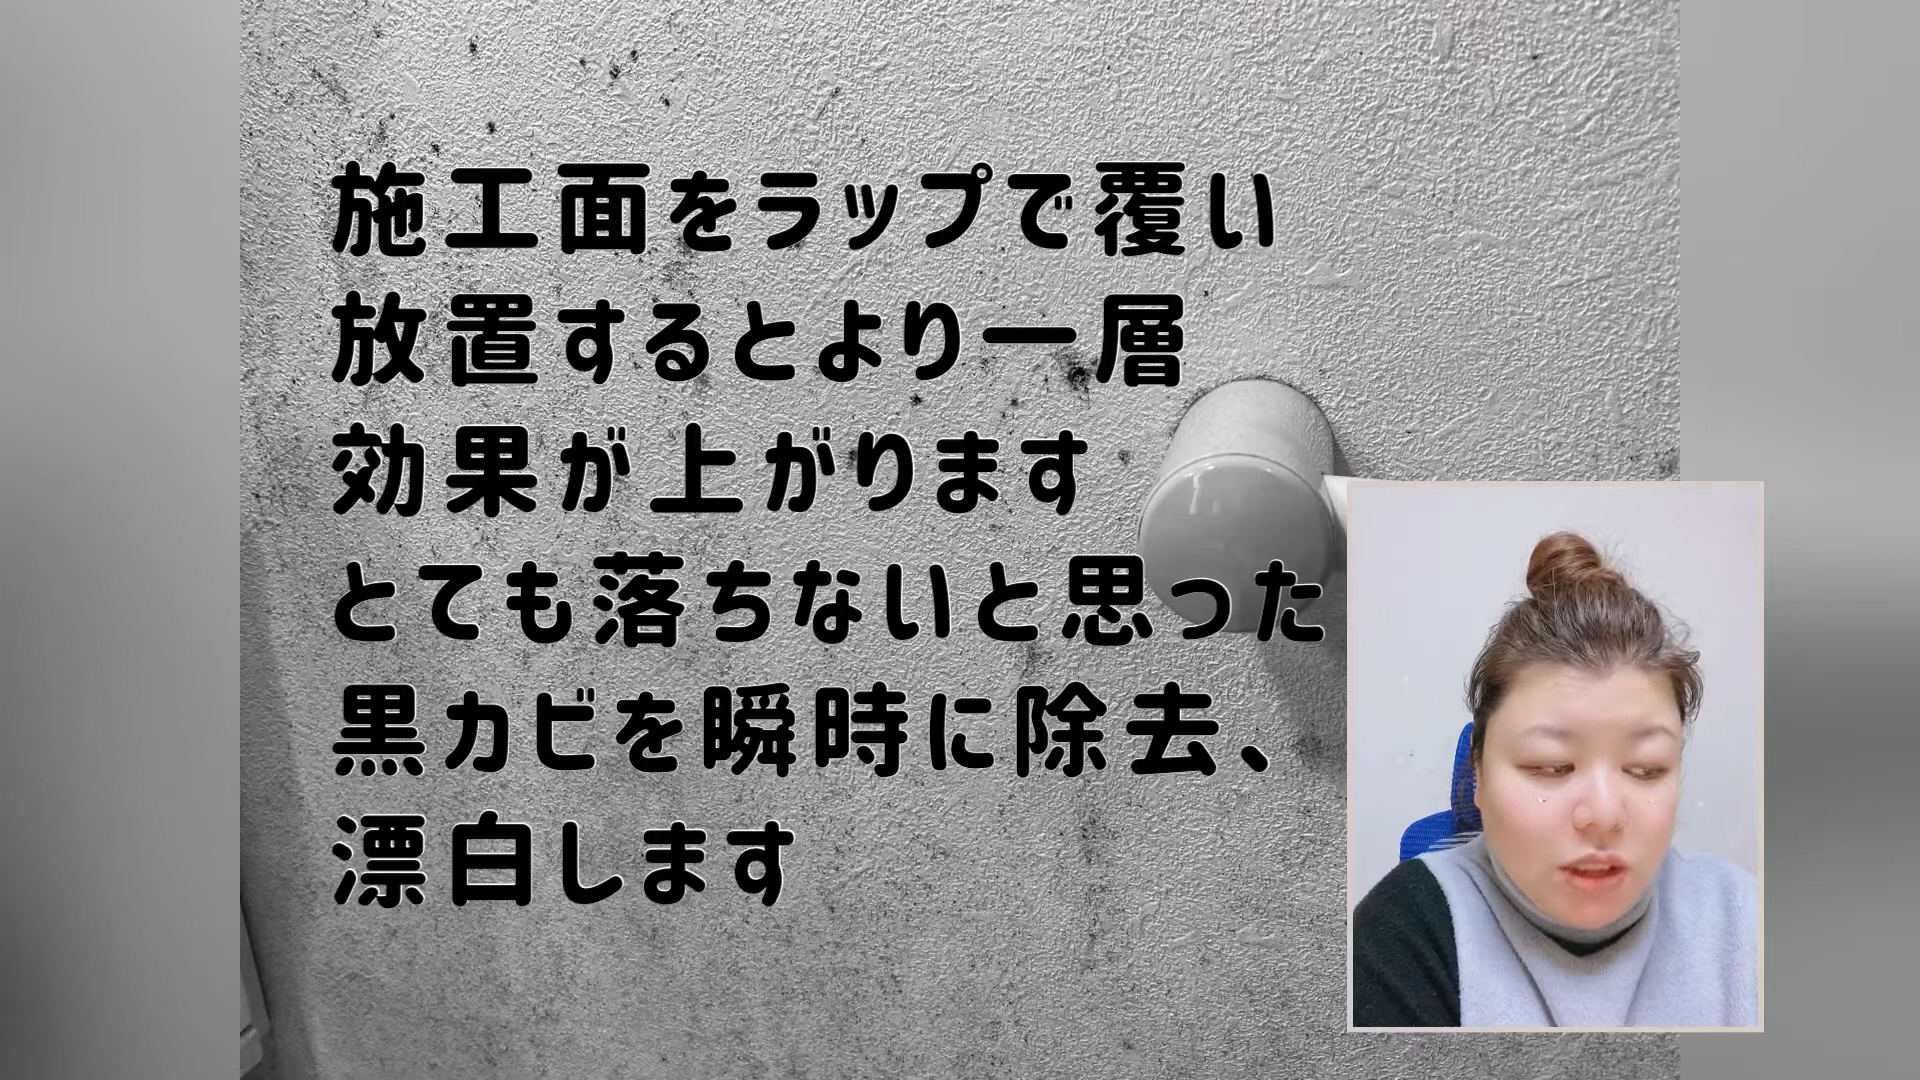 施工面をラップで覆い
放置するとより一層
効果が上がります
とても落ちないと思った
黒カビを瞬時に除去、
漂白します